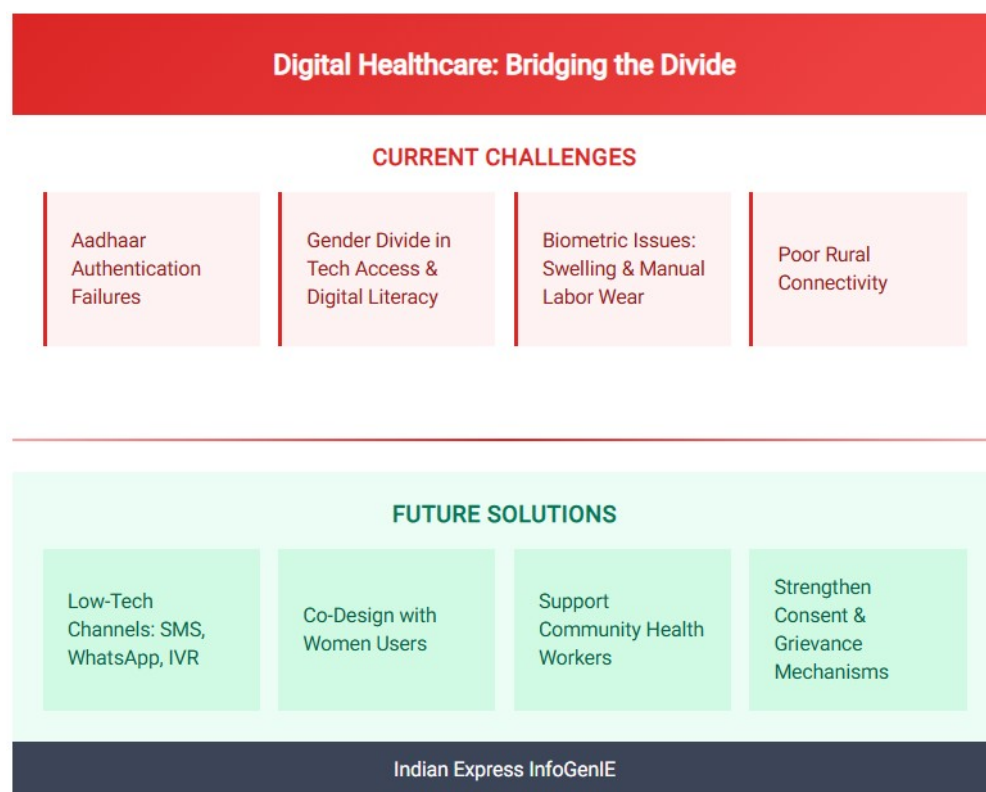 Digital Healthcare: Bridging the Divide
CURRENT CHALLENGES
Aadhaar
Authentication
Failures
Gender Divide in
Tech Access &
Digital Literacy
Biometric Issues:
Swelling & Manual
Labor Wear
Poor Rural
Connectivity
FUTURE SOLUTIONS
Low-Tech
Channels: SMS,
WhatsApp, IVR
Co-Design with
Women Users
Support
Community Health
Workers
Strengthen
Consent &
Grievance
Mechanisms
Indian Express InfoGenIE